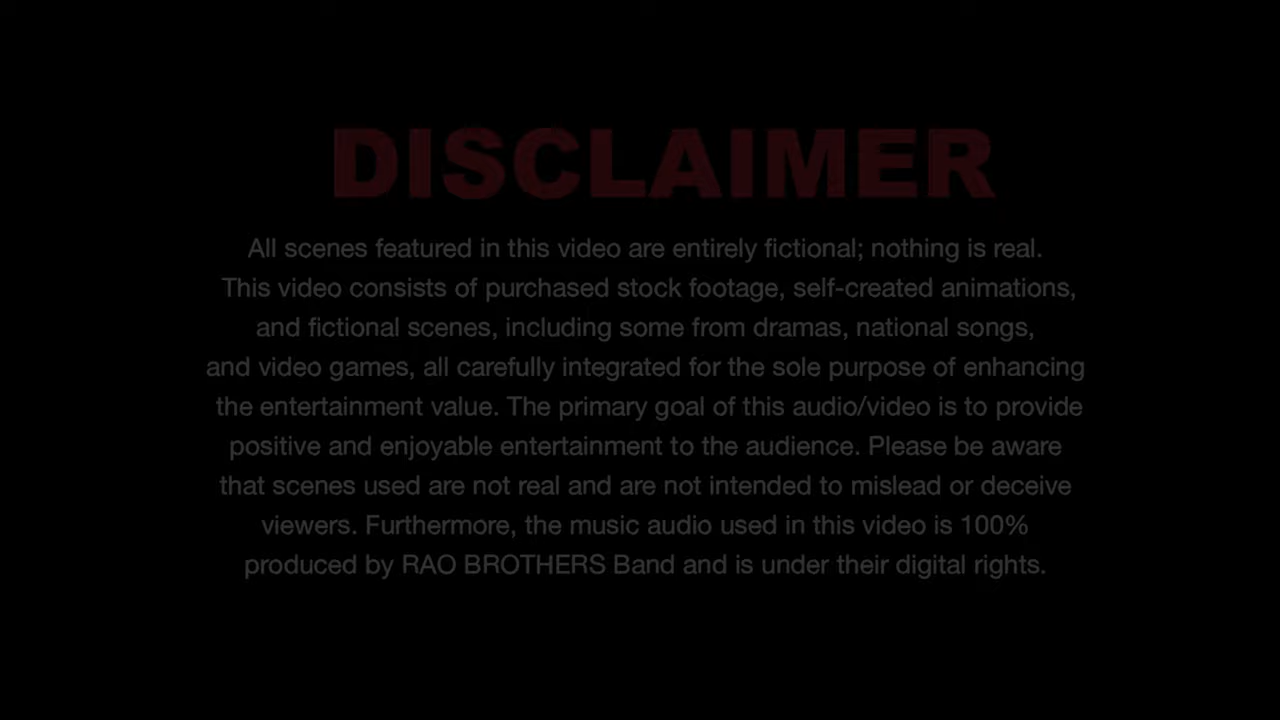 DISCLAIMER
All scenes featured in this video are entirely fictional; nothing is real.
This video consists of purchased stock footage, self-created animations,
and fictional scenes, including some from dramas, national songs,
and video games, all carefully integrated for the sole purpose of enhancing
the entertainment value. The primary goal of this audio/video is to provide
positive and enjoyable entertainment to the audience. Please be aware
that scenes used are not real and are not intended to mislead or deceive
viewers. Furthermore, the music audio used in this video is 100%
produced by RAO BROTHERS Band and is under their digital rights.